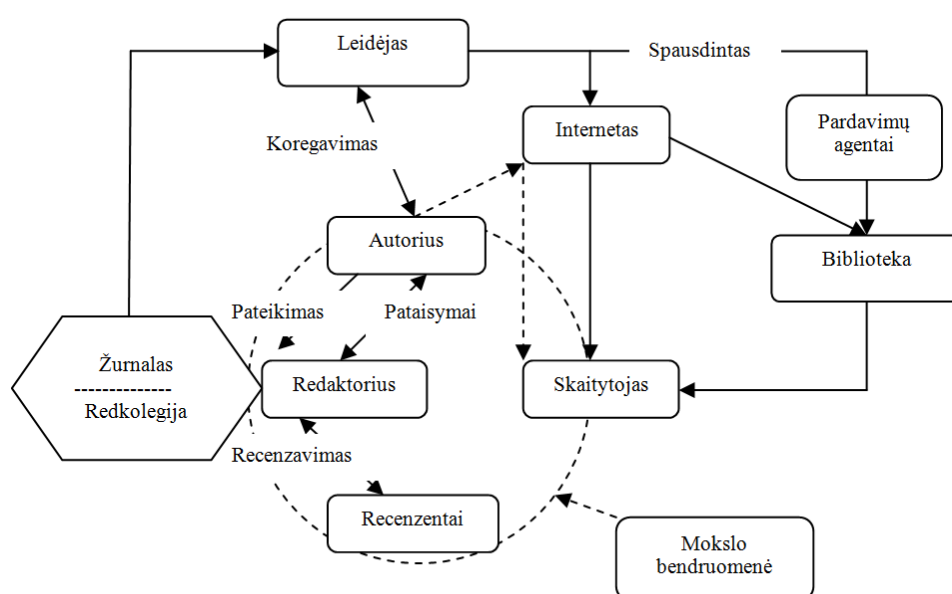 Leidėjas
Spausdintas
Internetas
Pardavimų
agentai
Koregavimas
Autorius
Biblioteka
Pateikimas
Pataisymai
Žurnalas
---------------
Redkolegija
Redaktorius
Skaitytojas
Recenzavimas
Recenzentai
Mokslo
bendruomenė